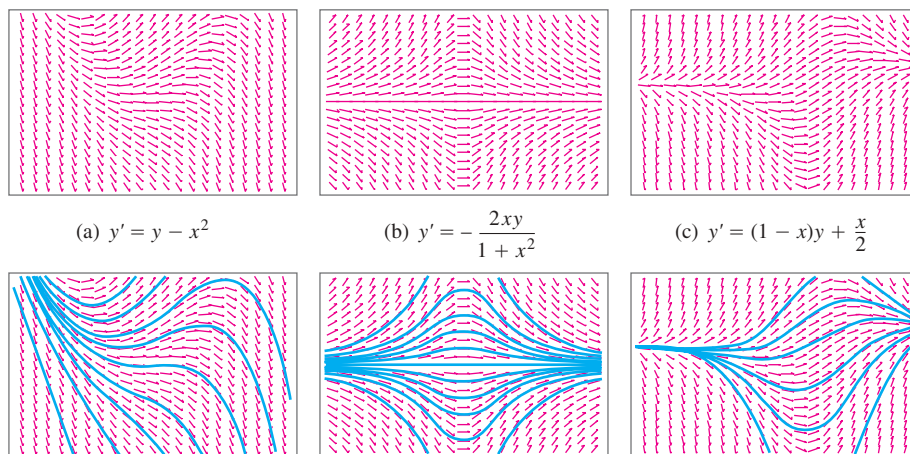 (a) y′ = y − x²
(b) y′ = − 2xy / (1 + x²)
(c) y′ = (1 − x)y + x/2